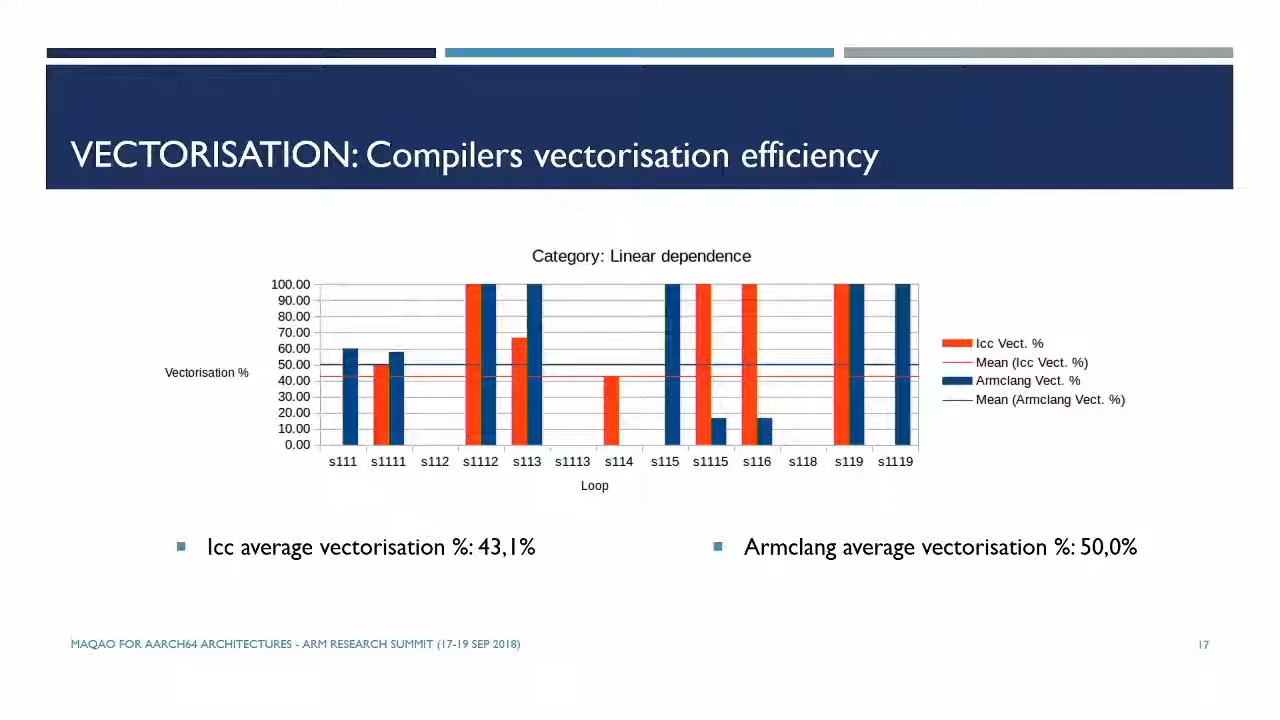 VECTORISATION: Compilers vectorisation efficiency
Category: Linear dependence
100.00
90.00
80.00
70.00
60.00
50.00
40.00
30.00
20.00
10.00
0.00
Vectorisation %
s111 s1111 s112 s1112 s113 s1113 s114 s115 s1115 s116 s118 s119 s1119
Loop
Icc Vect. %
Mean (Icc Vect. %)
Armclang Vect. %
Mean (Armclang Vect. %)
Icc average vectorisation %: 43,1%
Armclang average vectorisation %: 50,0%
MAQAO FOR AARCH64 ARCHITECTURES - ARM RESEARCH SUMMIT (17-19 SEP 2018)
17